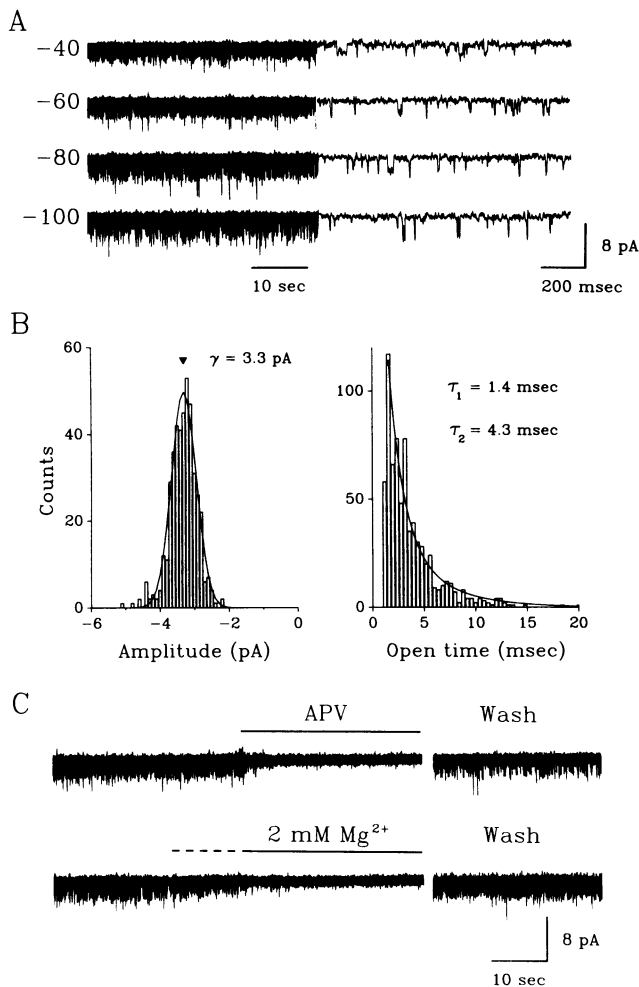 A
−40
−60
−80
−100
8 pA
10 sec
200 msec
B
60
40
20
0
Counts
γ = 3.3 pA
−6
−4
−2
0
Amplitude (pA)
100
50
0
τ1 = 1.4 msec
τ2 = 4.3 msec
0
5
10
15
20
Open time (msec)
C
APV
Wash
2 mM Mg²⁺
Wash
8 pA
10 sec